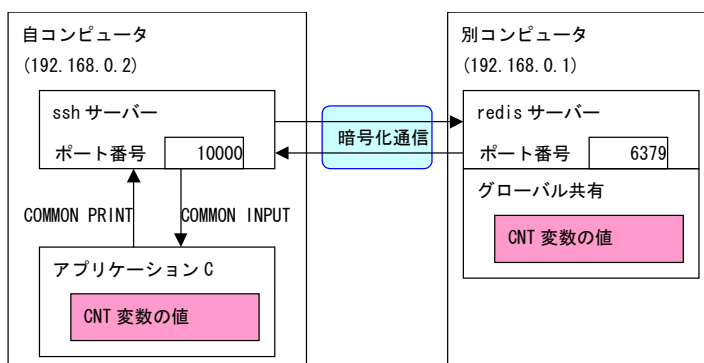 自コンピュータ
(192.168.0.2)
ssh サーバー
ポート番号 10000
COMMON PRINT COMMON INPUT
アプリケーション C
CNT 変数の値
暗号化通信
別コンピュータ
(192.168.0.1)
redis サーバー
ポート番号 6379
グローバル共有
CNT 変数の値